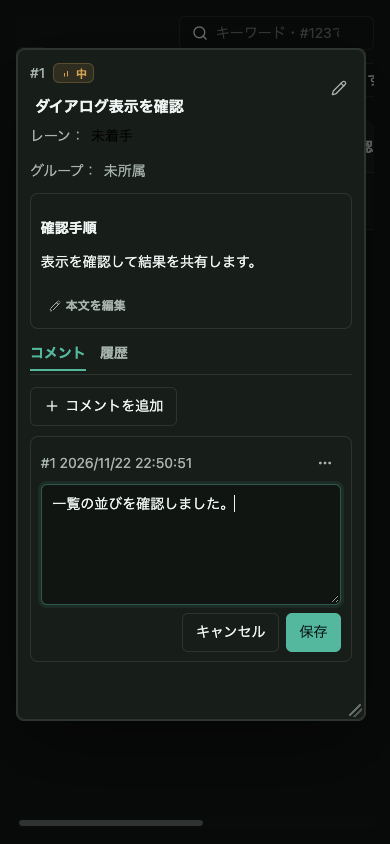 キーワード・#123
#1 中
ダイアログ表示を確認
レーン： 未着手
グループ： 未所属
確認手順
表示を確認して結果を共有します。
本文を編集
コメント 履歴
＋ コメントを追加
#1 2026/11/22 22:50:51 …
一覧の並びを確認しました。
キャンセル 保存